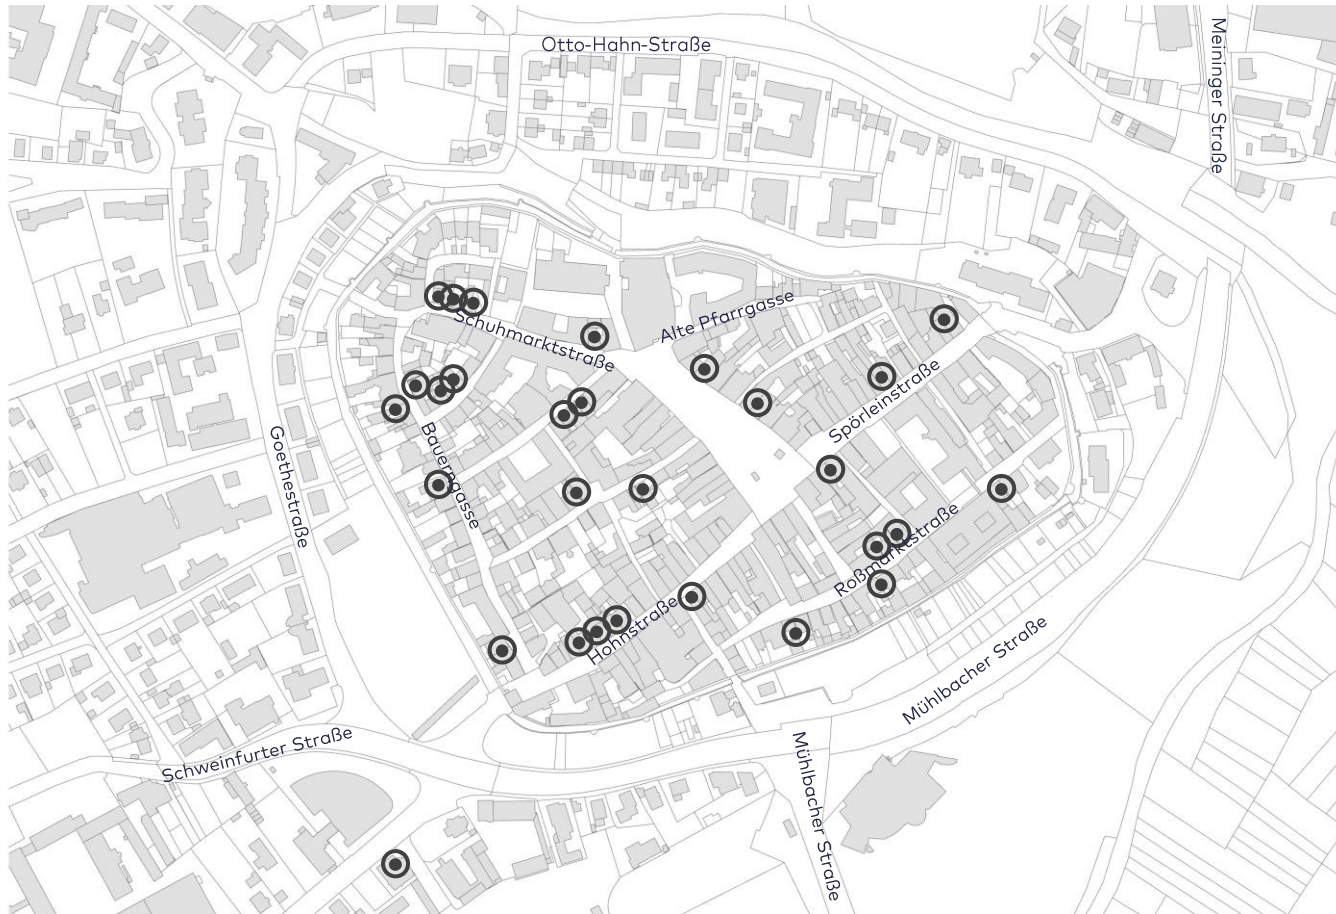 Otto-Hahn-Straße
Meininger Straße
Alte Pfarrgasse
Schuhmarktstraße
Spörleinstraße
Goethestraße
Bauerngasse
Roßmarktstraße
Hohnstraße
Mühlbacher Straße
Schweinfurter Straße
Mühlbacher Straße